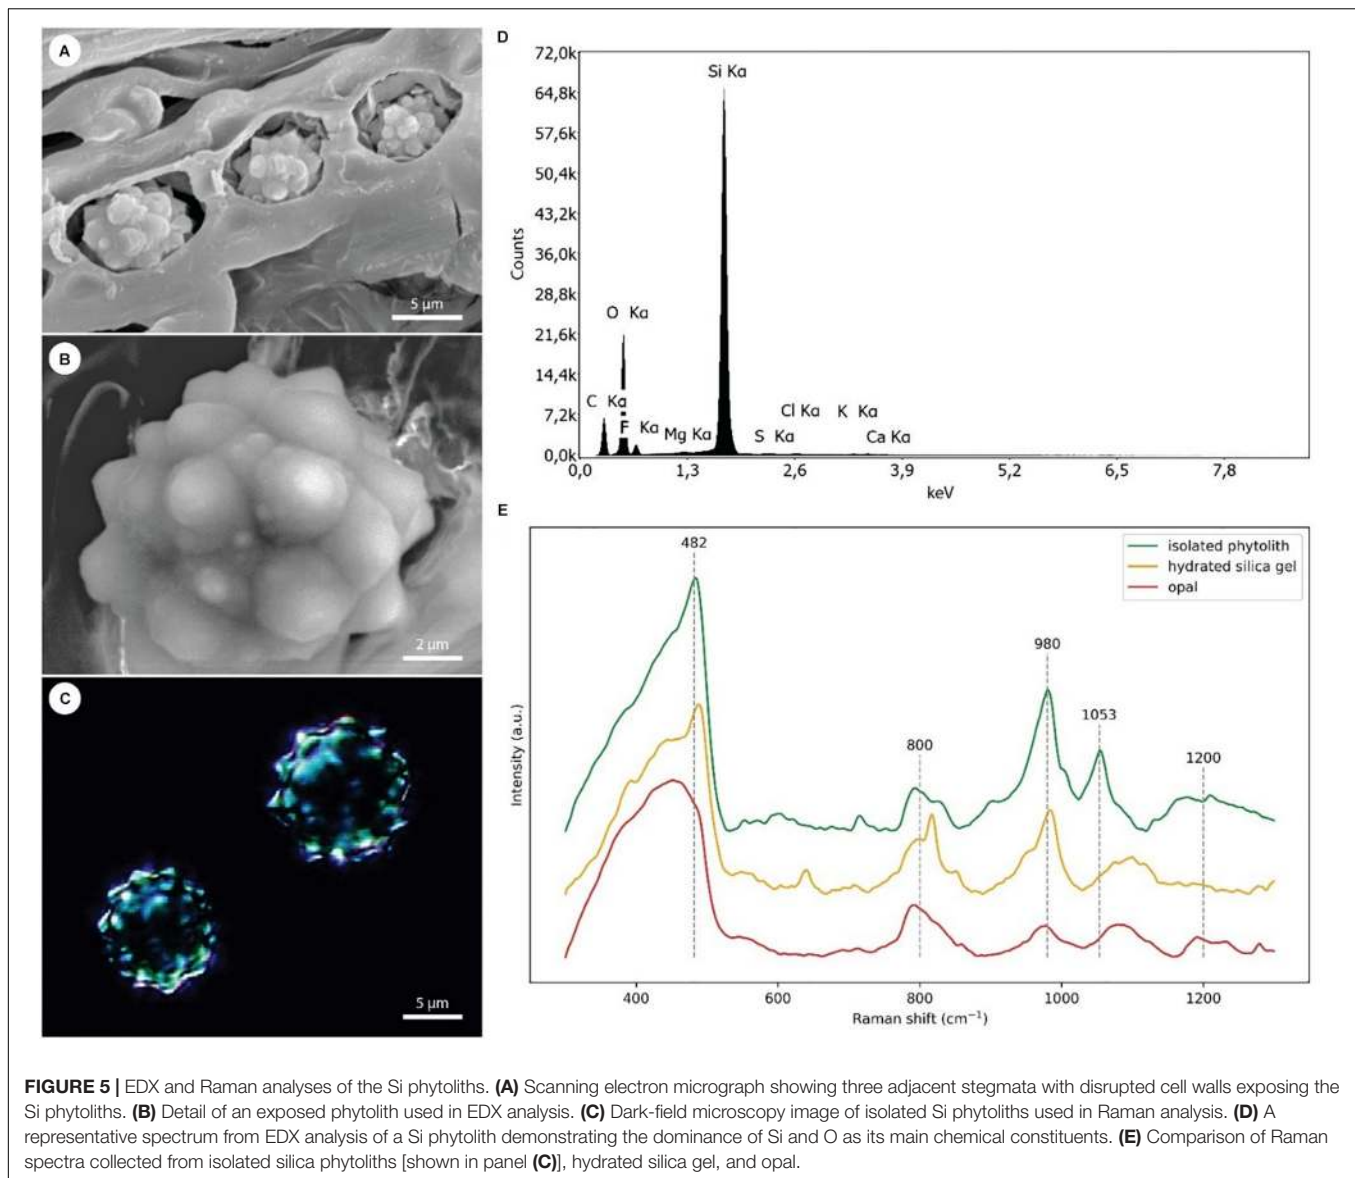 A
5 µm
B
2 µm
C
5 µm
D
72,0k
64,8k
57,6k
50,4k
43,2k
36,0k
28,8k
21,6k
14,4k
7,2k
0,0k
Counts
Si Ka
O Ka
C Ka
F Ka
Mg Ka
S Ka
Cl Ka
K Ka
Ca Ka
0,0 1,3 2,6 3,9 5,2 6,5 7,8
keV
E
482
800
980
1053
1200
isolated phytolith
hydrated silica gel
opal
Intensity (a.u.)
400 600 800 1000 1200
Raman shift (cm⁻¹)
FIGURE 5 | EDX and Raman analyses of the Si phytoliths. (A) Scanning electron micrograph showing three adjacent stegmata with disrupted cell walls exposing the
Si phytoliths. (B) Detail of an exposed phytolith used in EDX analysis. (C) Dark-field microscopy image of isolated Si phytoliths used in Raman analysis. (D) A
representative spectrum from EDX analysis of a Si phytolith demonstrating the dominance of Si and O as its main chemical constituents. (E) Comparison of Raman
spectra collected from isolated silica phytoliths [shown in panel (C)], hydrated silica gel, and opal.